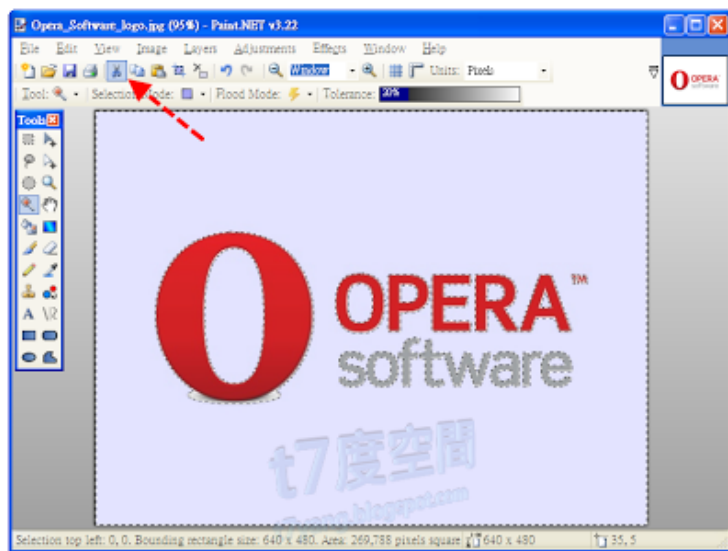 Opera_Software_logo.jpg (95%) - Paint.NET v3.22
File Edit View Image Layers Adjustments Effects Window Help
Window Units: Pixels
Tool: Selection Mode: Flood Mode: Tolerance: 20%
OPERA
software
Tools
A
OPERA™
software
t7度空間
Selection top left: 0, 0. Bounding rectangle size: 640 x 480. Area: 269,788 pixels square 640 x 480 35, 5